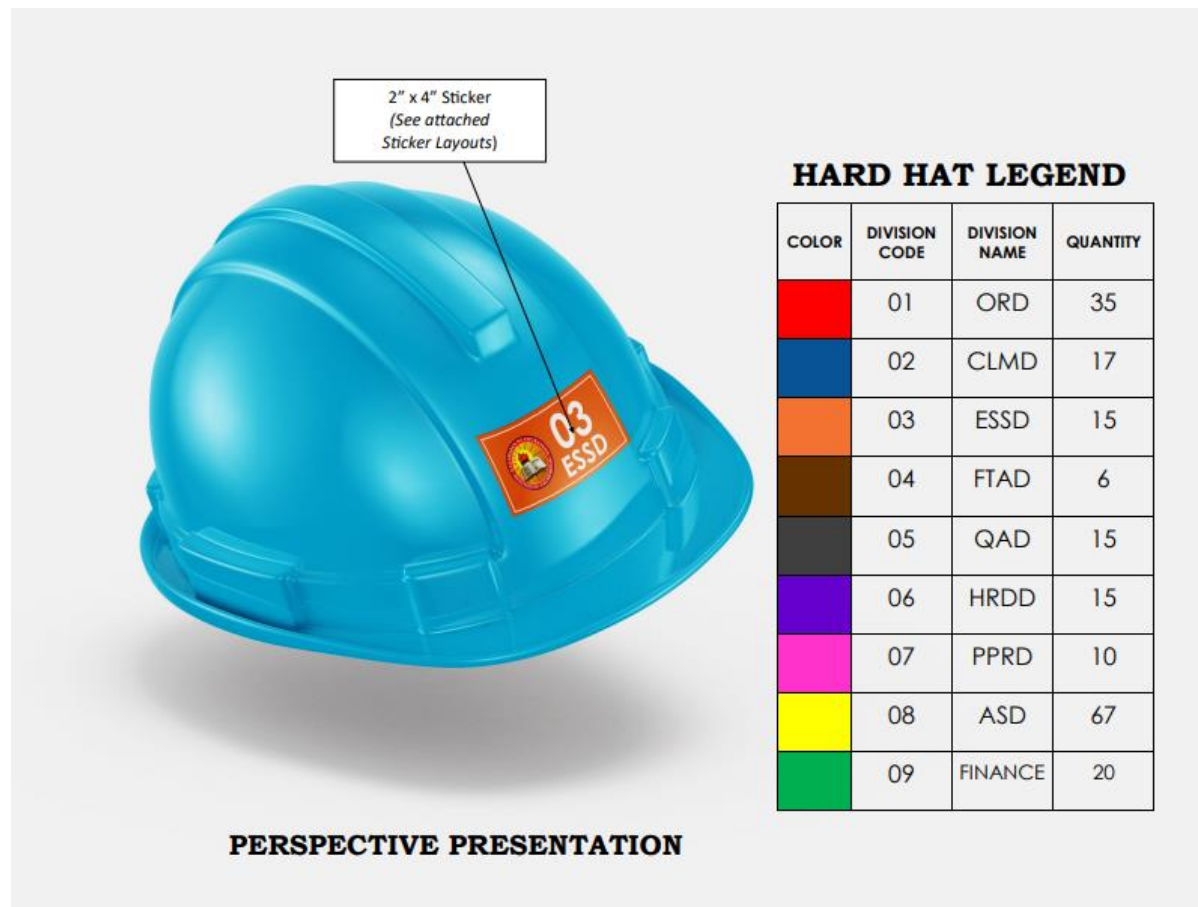 2" x 4" Sticker
(See attached
Sticker Layouts)
03
ESSD
HARD HAT LEGEND
COLOR DIVISION CODE DIVISION NAME QUANTITY
01 ORD 35
02 CLMD 17
03 ESSD 15
04 FTAD 6
05 QAD 15
06 HRDD 15
07 PPRD 10
08 ASD 67
09 FINANCE 20
PERSPECTIVE PRESENTATION